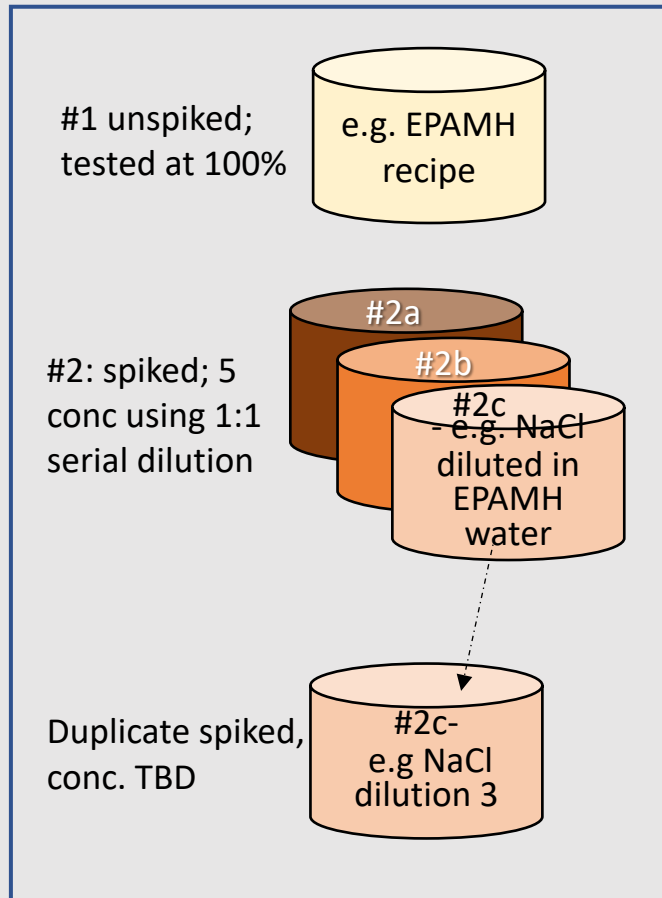 #1 unspiked;
tested at 100%
e.g. EPAMH
recipe
#2: spiked; 5
conc using 1:1
serial dilution
#2a
#2b
#2c
- e.g. NaCl
diluted in
EPAMH
water
Duplicate spiked,
conc. TBD
#2c-
e.g NaCl
dilution 3